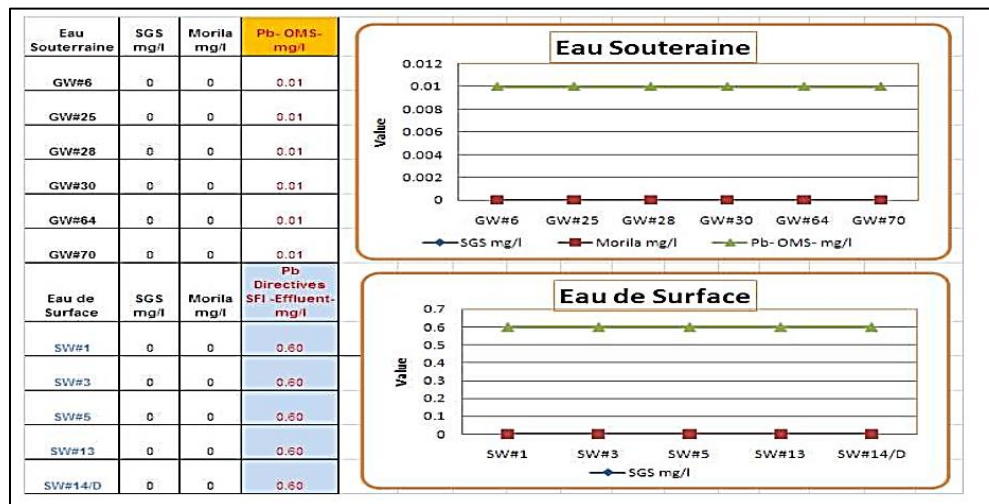 Eau Souterraine SGS mg/l Morila mg/l Pb- OMS- mg/l
GW#6 0 0 0.01
GW#25 0 0 0.01
GW#28 0 0 0.01
GW#30 0 0 0.01
GW#64 0 0 0.01
GW#70 0 0 0.01
Eau de Surface SGS mg/l Morila mg/l Pb Directives SFI -Effluent- mg/l
SW#1 0 0 0.60
SW#3 0 0 0.60
SW#5 0 0 0.60
SW#13 0 0 0.60
SW#14/D 0 0 0.60
Eau Souteraine
Value
0.012
0.01
0.008
0.006
0.004
0.002
0
GW#6 GW#25 GW#28 GW#30 GW#64 GW#70
SGS mg/l Morila mg/l Pb- OMS- mg/l
Eau de Surface
Value
0.7
0.6
0.5
0.4
0.3
0.2
0.1
0
SW#1 SW#3 SW#5 SW#13 SW#14/D
SGS mg/l